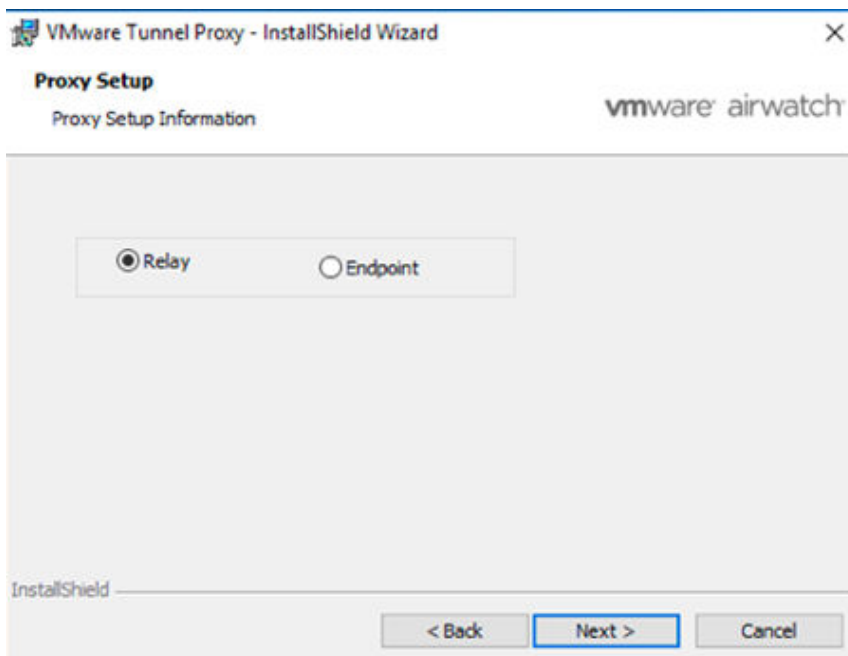 VMware Tunnel Proxy - InstallShield Wizard
Proxy Setup
Proxy Setup Information
vmware airwatch
Relay
Endpoint
InstallShield
< Back
Next >
Cancel